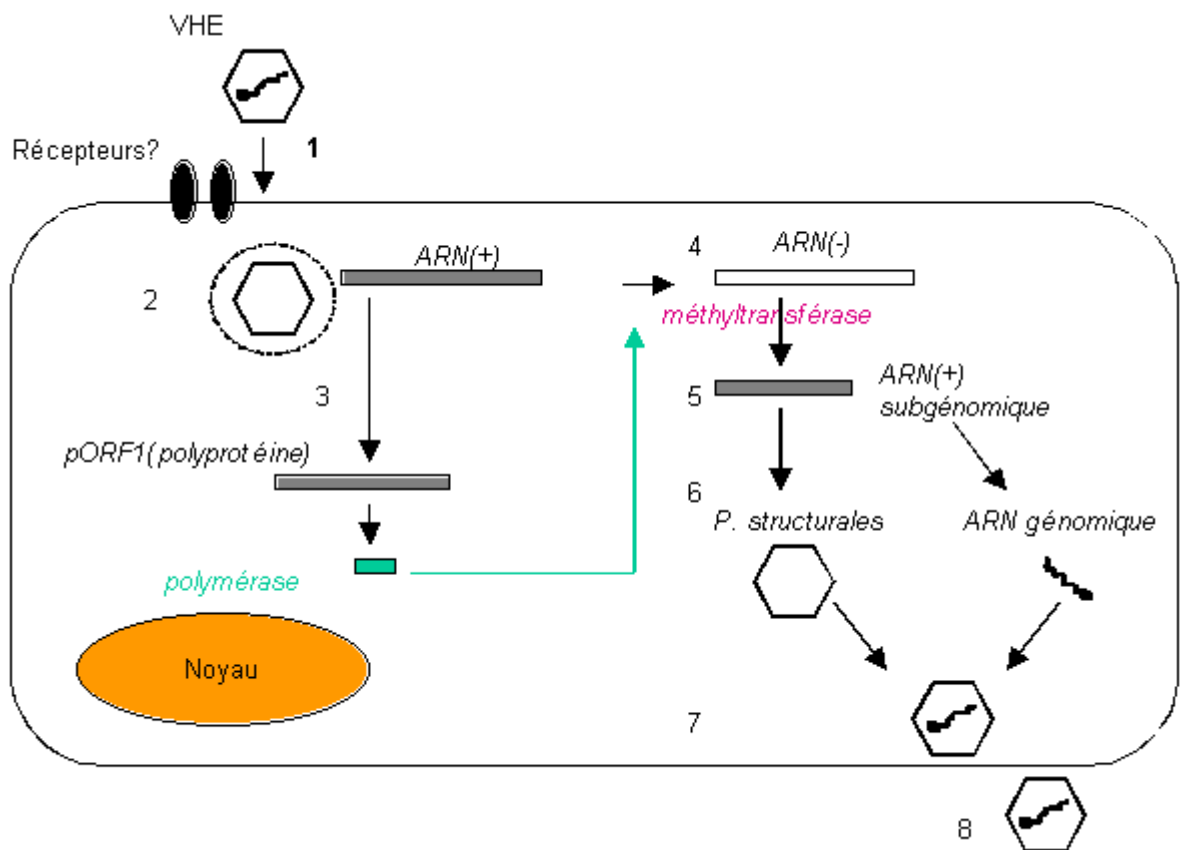 VHE
Récepteurs?
1
2
ARN(+)
4
ARN(-)
méthyltransférase
3
5
ARN(+)
subgénomique
pORF1(polyprotéine)
6
P. structurales
ARN génomique
polymérase
Noyau
7
8